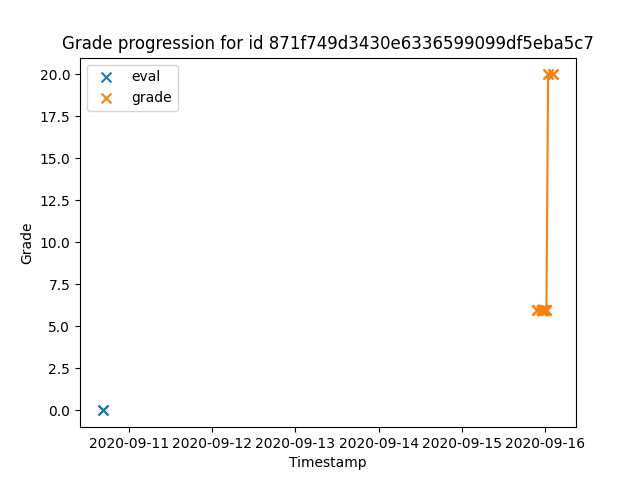 Grade progression for id 871f749d3430e6336599099df5eba5c7
eval
grade
20.0
17.5
15.0
12.5
10.0
7.5
5.0
2.5
0.0
Grade
2020-09-11 2020-09-12 2020-09-13 2020-09-14 2020-09-15 2020-09-16
Timestamp